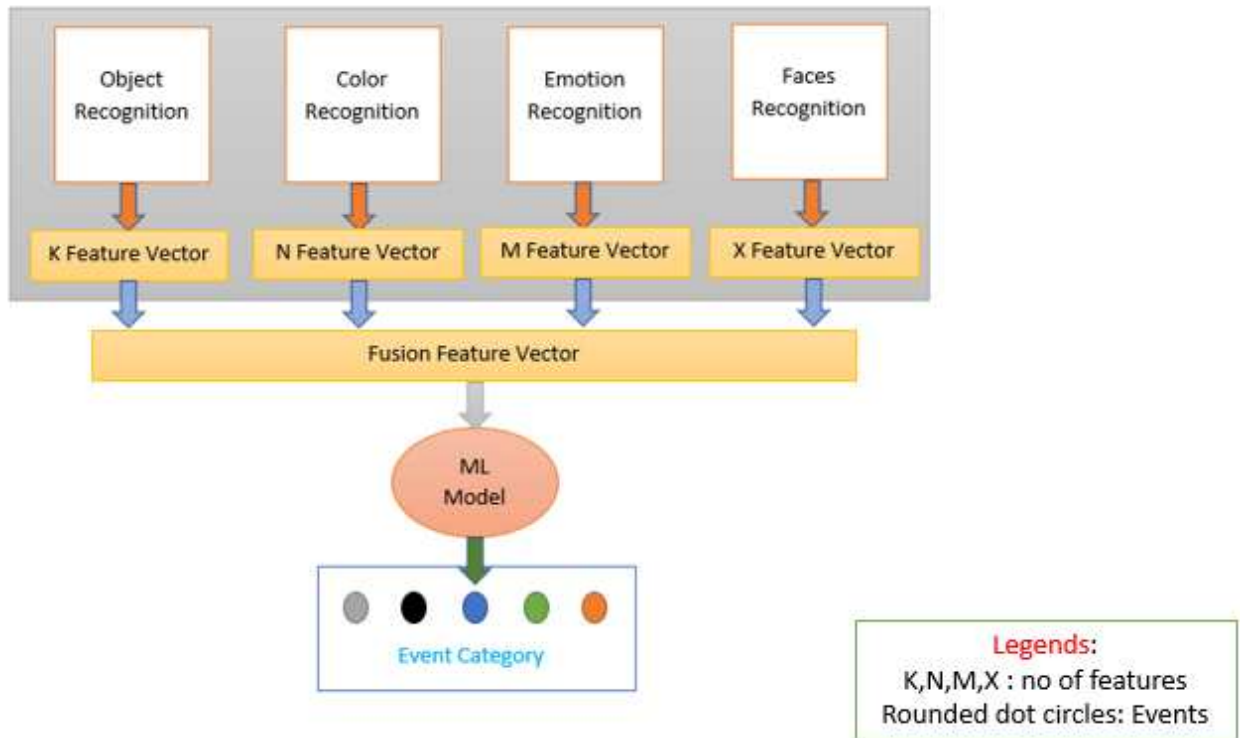 Object
Recognition
Color
Recognition
Emotion
Recognition
Faces
Recognition
K Feature Vector
N Feature Vector
M Feature Vector
X Feature Vector
Fusion Feature Vector
ML
Model
Event Category
Legends:
K,N,M,X : no of features
Rounded dot circles: Events